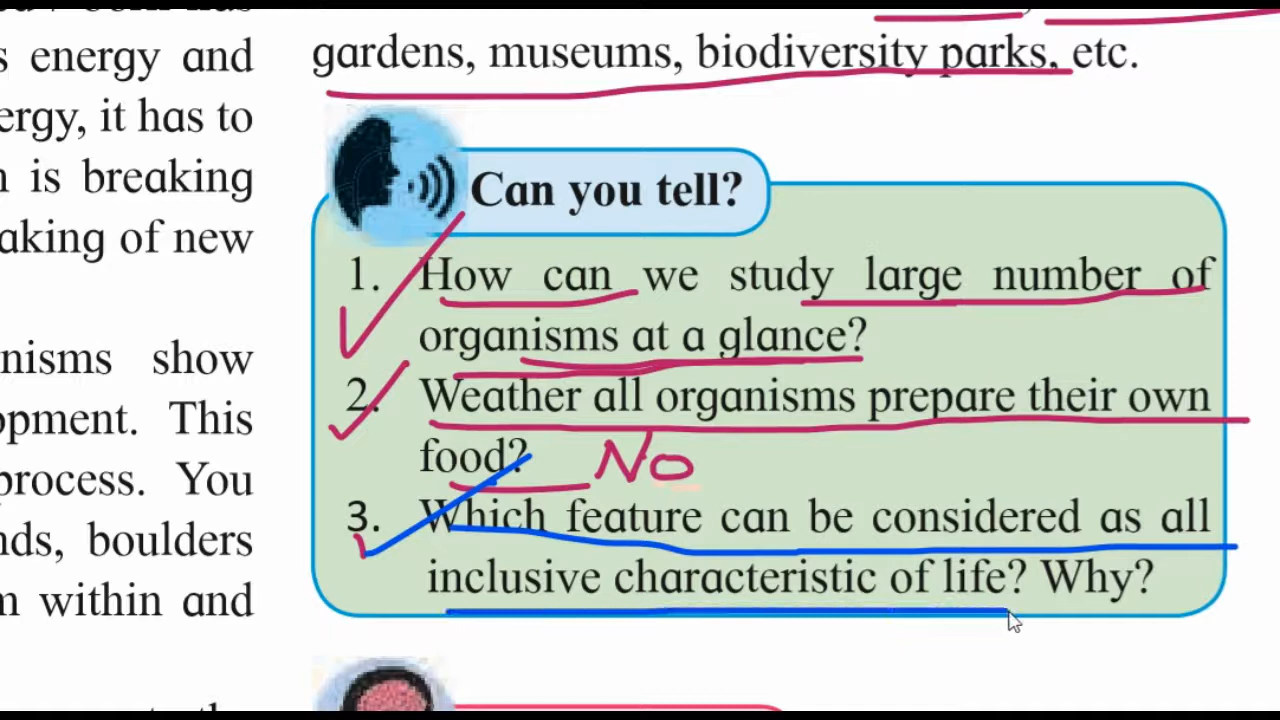 s energy and
ergy, it has to
is breaking
aking of new
nisms show
opment. This
process. You
nds, boulders
within and
gardens, museums, biodiversity parks, etc.
Can you tell?
1. How can we study large number of
organisms at a glance?
2. Weather all organisms prepare their own
food? No
3. Which feature can be considered as all
inclusive characteristic of life? Why?